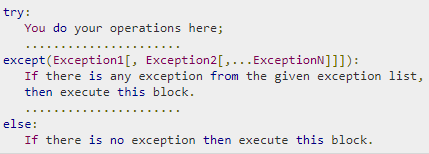 try:
   You do your operations here;
   ......................
except(Exception1[, Exception2[,...ExceptionN]]]):
   If there is any exception from the given exception list,
   then execute this block.
   ......................
else:
   If there is no exception then execute this block.